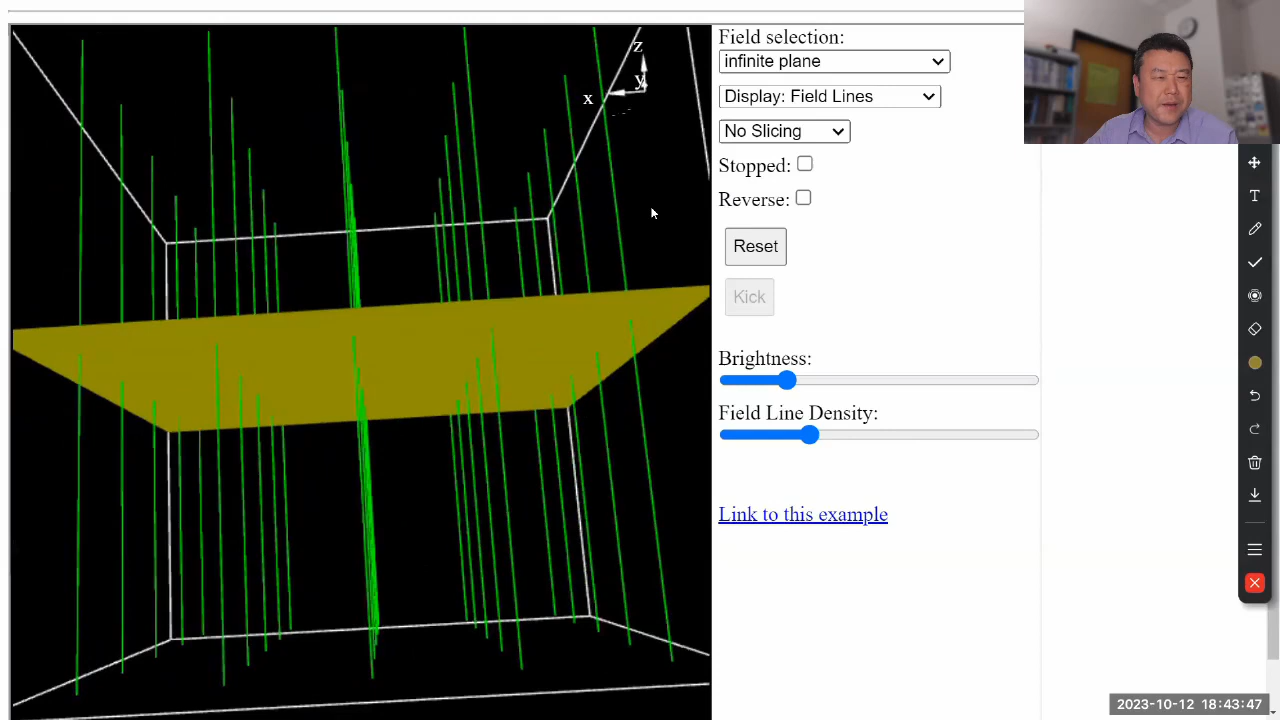 z
y
x
Field selection:
infinite plane
Display: Field Lines
No Slicing
Stopped:
Reverse:
Reset
Kick
Brightness:
Field Line Density:
Link to this example
T
2023-10-12 18:43:47